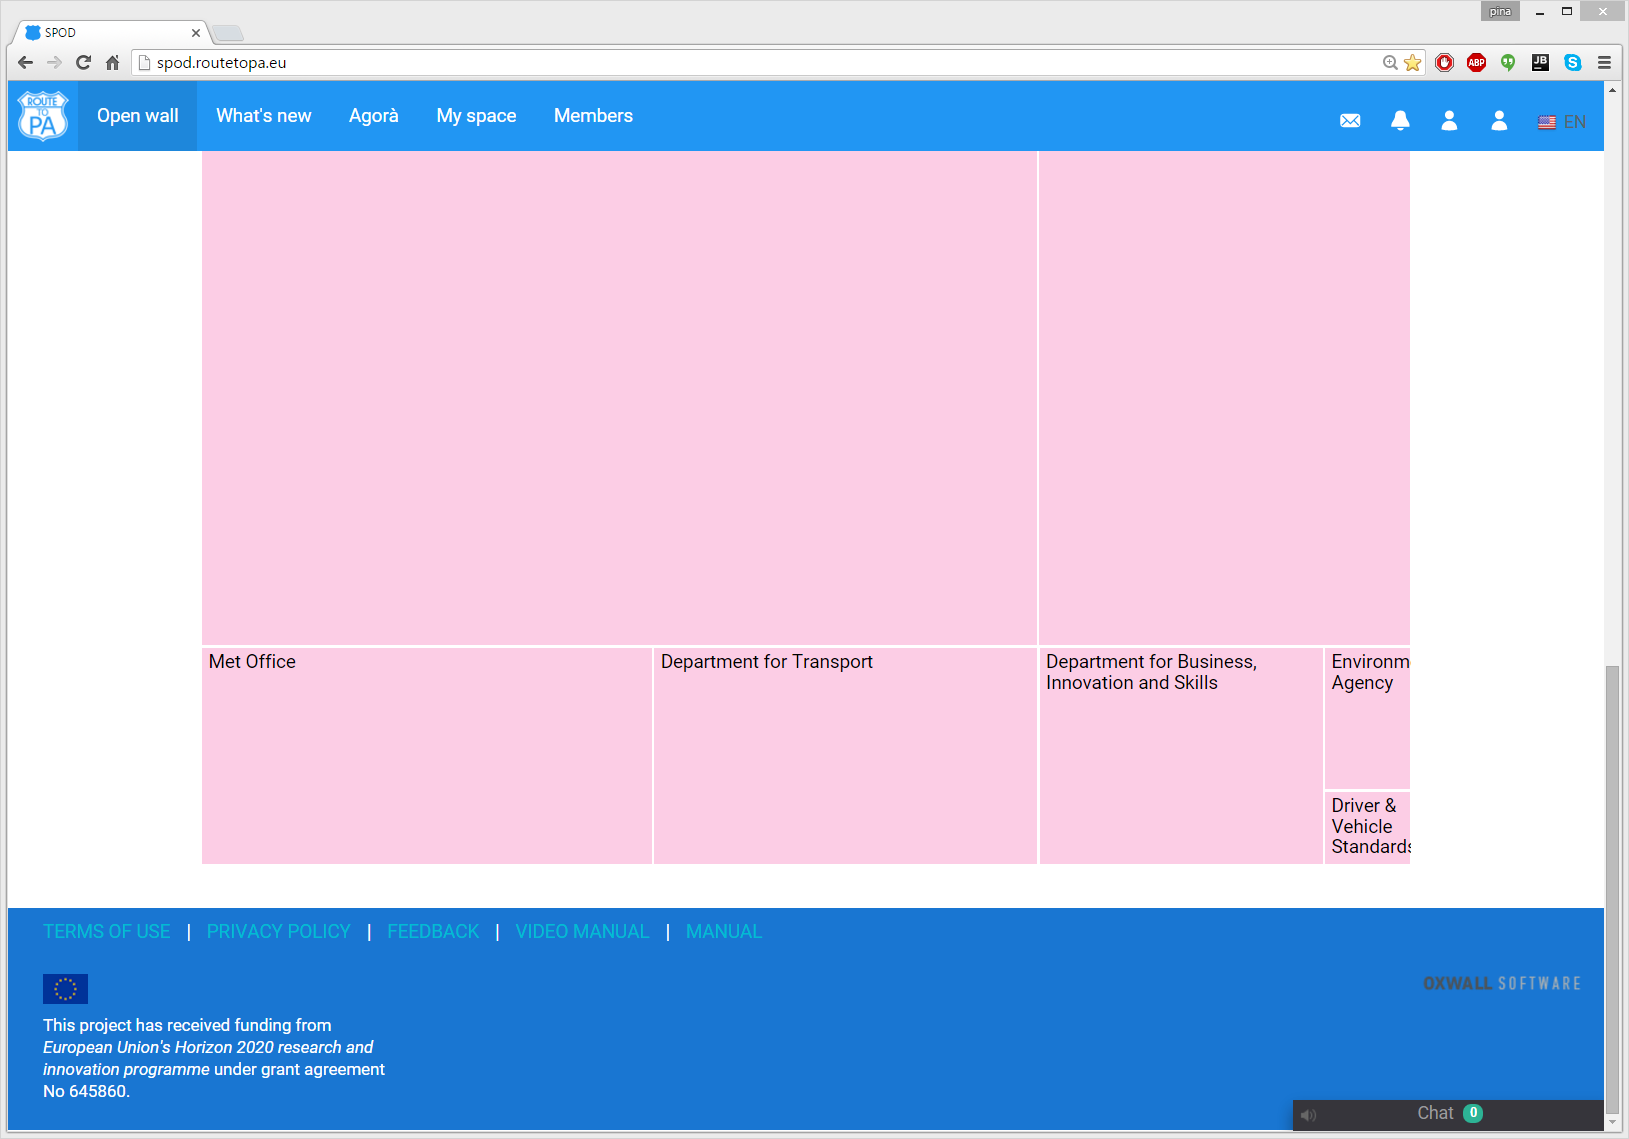 pina
SPOD
spod.routetopa.eu
ABP
JB
ROUTE
TO
PA
Open wall
What's new
Agorà
My space
Members
EN
Met Office
Department for Transport
Department for Business,
Innovation and Skills
Environm
Agency
Driver &
Vehicle
Standards
TERMS OF USE | PRIVACY POLICY | FEEDBACK | VIDEO MANUAL | MANUAL
OXWALL SOFTWARE
This project has received funding from
European Union's Horizon 2020 research and
innovation programme under grant agreement
No 645860.
Chat 0